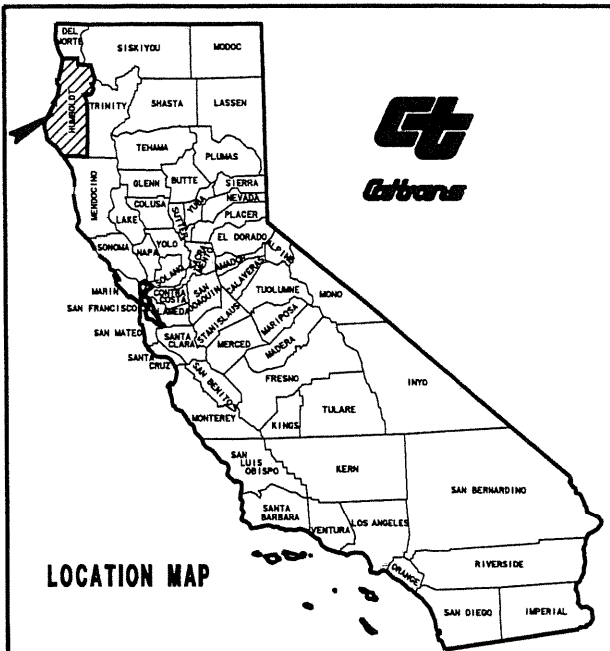 DEL
NORTE
SISKIYOU
MODOC
HUMBOLDT
TRINITY
SHASTA
LASSEN
Ct
Caltrans
TEHAMA
PLUMAS
MENDOCINO
GLENN
BUTTE
SIERRA
NEVADA
COLUSA
YUBA
PLACER
LAKE
SUTTER
EL DORADO
SONOMA
NAPA
YOLO
SACRAMENTO
AMADOR
ALPINE
SOLANO
CALAVERAS
MARIN
CONTRA
COSTA
SAN
JOAQUIN
TUOLUMNE
MONO
SAN FRANCISCO
ALAMEDA
STANISLAUS
MARIPOSA
SAN MATEO
SANTA
CLARA
MERCED
MADERA
SANTA
CRUZ
SAN BENITOS
FRESNO
INYO
MONTEREY
KINGS
TULARE
SAN
LUIS
OBISPO
KERN
SAN BERNARDINO
SANTA
BARBARA
VENTURA
LOS ANGELES
LOCATION MAP
ORANGE
RIVERSIDE
SAN DIEGO
IMPERIAL